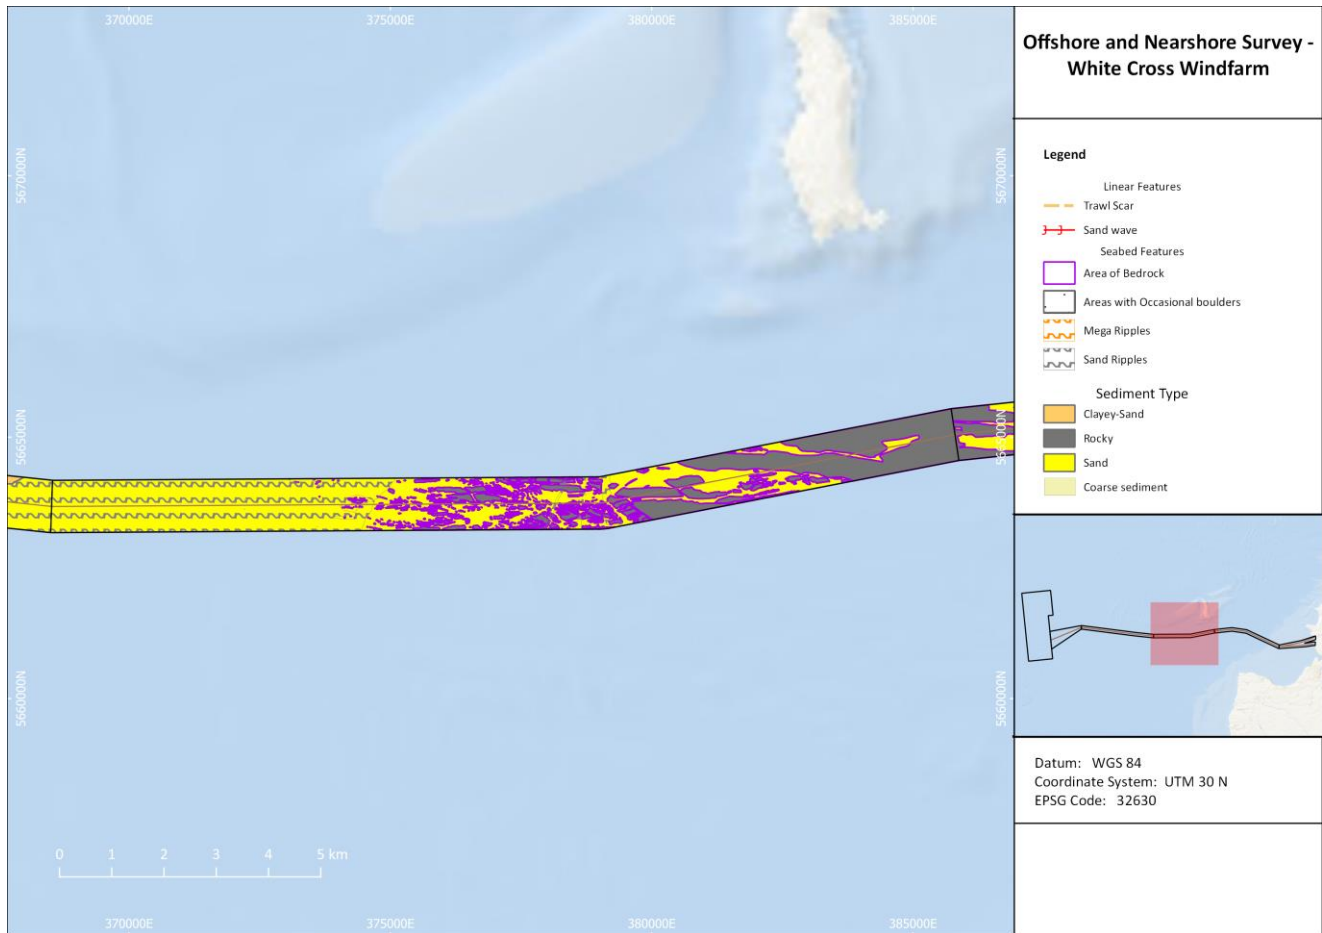 370000E
375000E
380000E
385000E
5670000N
5670000N
5665000N
5665000N
5660000N
5660000N
0 1 2 3 4 5 km
370000E
375000E
380000E
385000E
Offshore and Nearshore Survey -
White Cross Windfarm
Legend
Linear Features
Trawl Scar
Sand wave
Seabed Features
Area of Bedrock
Areas with Occasional boulders
Mega Ripples
Sand Ripples
Sediment Type
Clayey-Sand
Rocky
Sand
Coarse sediment
Datum: WGS 84
Coordinate System: UTM 30 N
EPSG Code: 32630